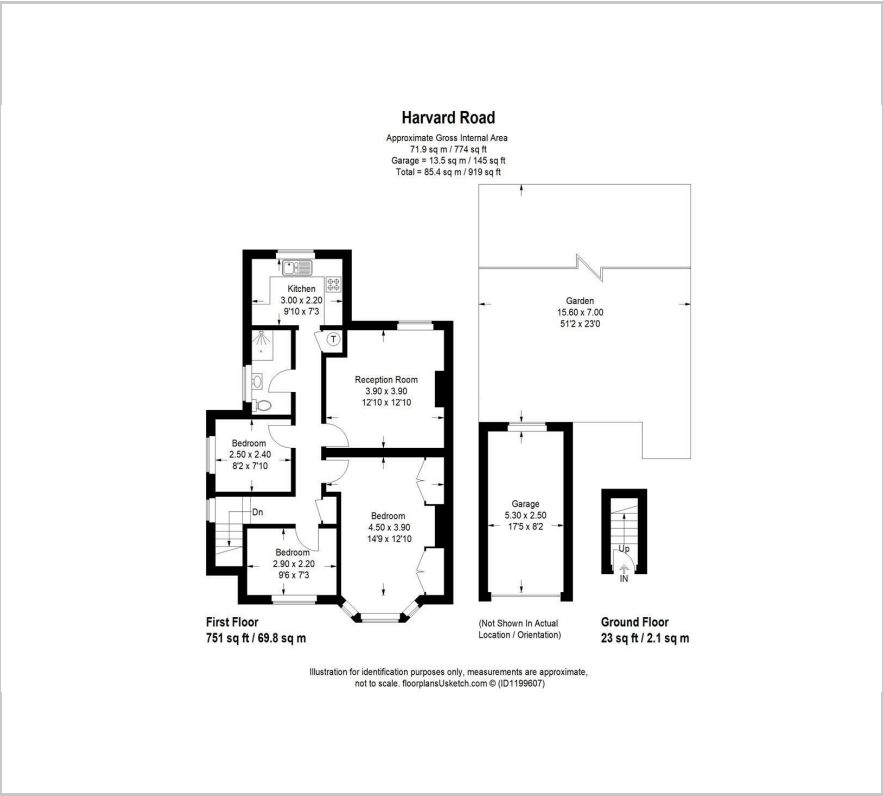 Harvard Road
Approximate Gross Internal Area
71.9 sq m / 774 sq ft
Garage = 13.5 sq m / 145 sq ft
Total = 85.4 sq m / 919 sq ft
Kitchen
3.00 x 2.20
9'10 x 7'3
T
Reception Room
3.90 x 3.90
12'10 x 12'10
Bedroom
2.50 x 2.40
8'2 x 7'10
Dn
Bedroom
4.50 x 3.90
14'9 x 12'10
Bedroom
2.90 x 2.20
9'6 x 7'3
First Floor
751 sq ft / 69.8 sq m
Garden
15.60 x 7.00
51'2 x 23'0
Garage
5.30 x 2.50
17'5 x 8'2
(Not Shown In Actual
Location / Orientation)
Up
IN
Ground Floor
23 sq ft / 2.1 sq m
Illustration for identification purposes only, measurements are approximate,
not to scale. floorplansUsketch.com © (ID1199607)